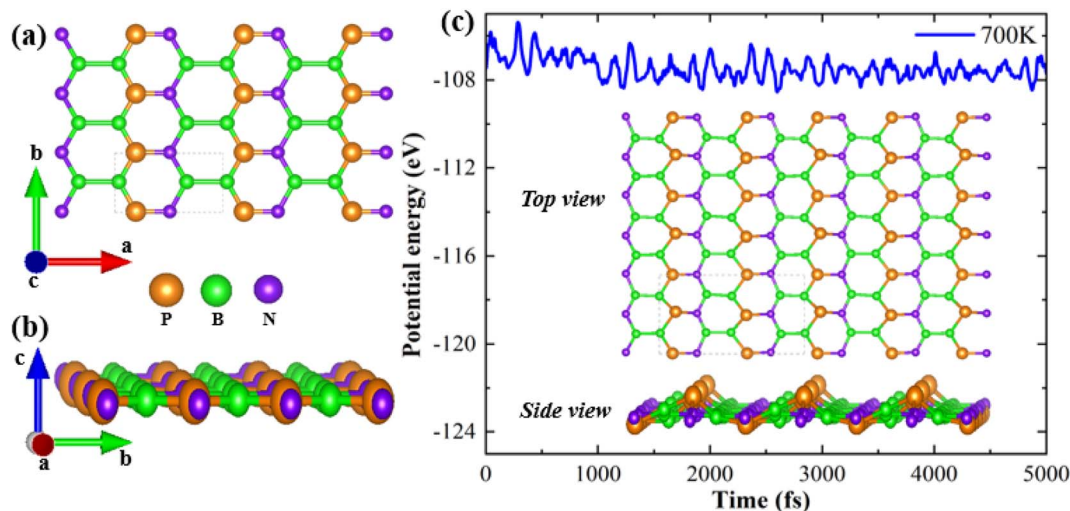 (a)
b
a
c
P B N
(b)
c
a
b
(c)
700K
-108
-112
-116
-120
-124
Potential energy (eV)
Top view
Side view
0 1000 2000 3000 4000 5000
Time (fs)